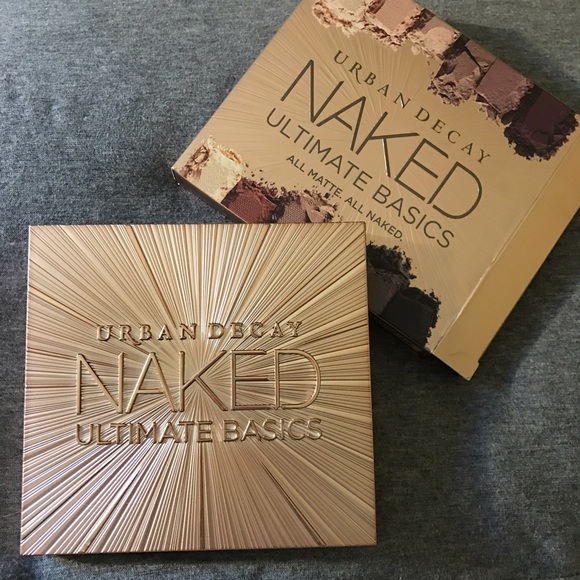 URBAN DECAY
NAKED
ULTIMATE BASICS
ALL MATTE. ALL NAKED.
URBAN DECAY
NAKED
ULTIMATE BASICS